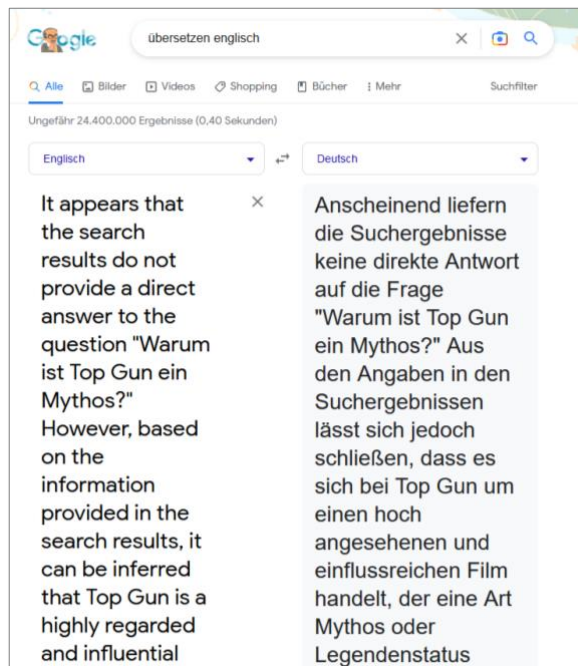 Google
übersetzen englisch
Alle Bilder Videos Shopping Bücher Mehr Suchfilter
Ungefähr 24.400.000 Ergebnisse (0,40 Sekunden)
Englisch
Deutsch
It appears that
the search
results do not
provide a direct
answer to the
question "Warum
ist Top Gun ein
Mythos?"
However, based
on the
information
provided in the
search results, it
can be inferred
that Top Gun is a
highly regarded
and influential
Anscheinend liefern
die Suchergebnisse
keine direkte Antwort
auf die Frage
"Warum ist Top Gun
ein Mythos?" Aus
den Angaben in den
Suchergebnissen
lässt sich jedoch
schließen, dass es
sich bei Top Gun um
einen hoch
angesehenen und
einflussreichen Film
handelt, der eine Art
Mythos oder
Legendenstatus